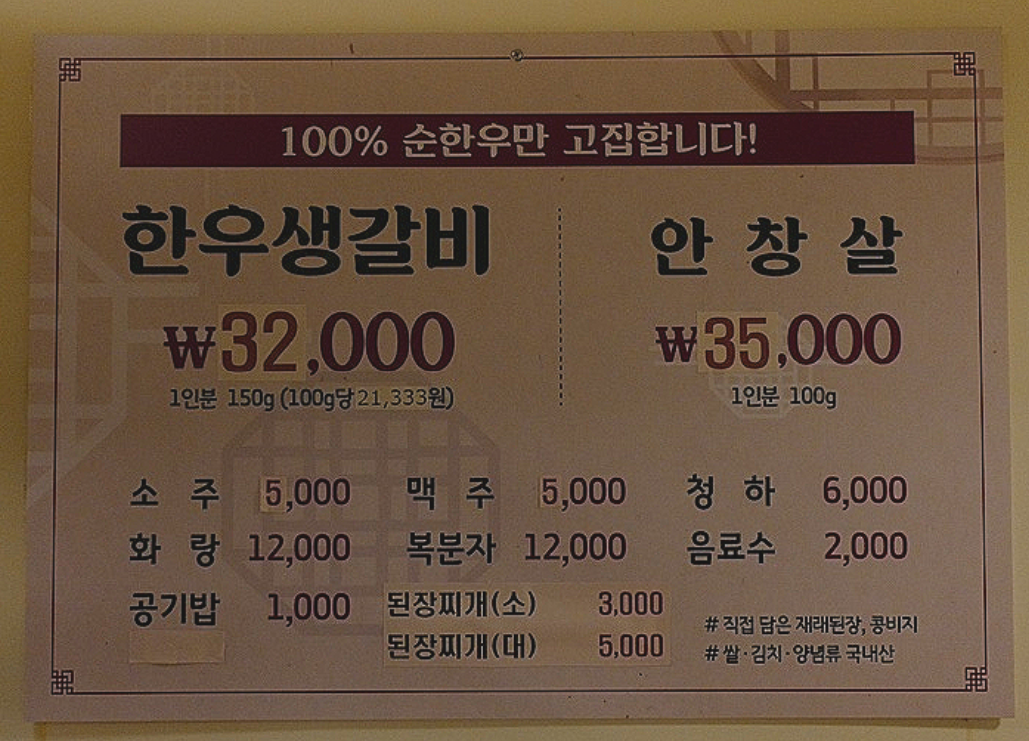 100% 순한우만 고집합니다!
한우생갈비
₩32,000
1인분 150g (100g당 21,333원)
안 창 살
₩35,000
1인분 100g
소 주 5,000 맥 주 5,000 청 하 6,000
화 랑 12,000 복분자 12,000 음료수 2,000
공기밥 1,000
된장찌개(소) 3,000
된장찌개(대) 5,000
# 직접 담은 재래된장, 콩비지
# 쌀·김치·양념류 국내산